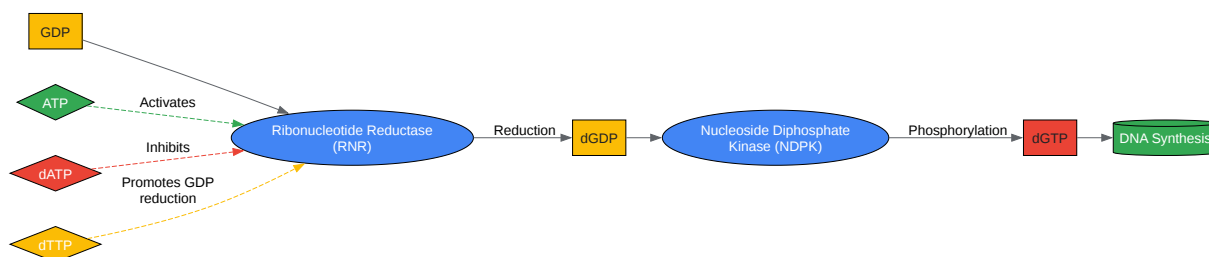 GDP
ATP
Activates
dATP
Inhibits
Promotes GDP
reduction
dTTP
Ribonucleotide Reductase
(RNR)
Reduction
dGDP
Nucleoside Diphosphate
Kinase (NDPK)
Phosphorylation
dGTP
DNA Synthesis